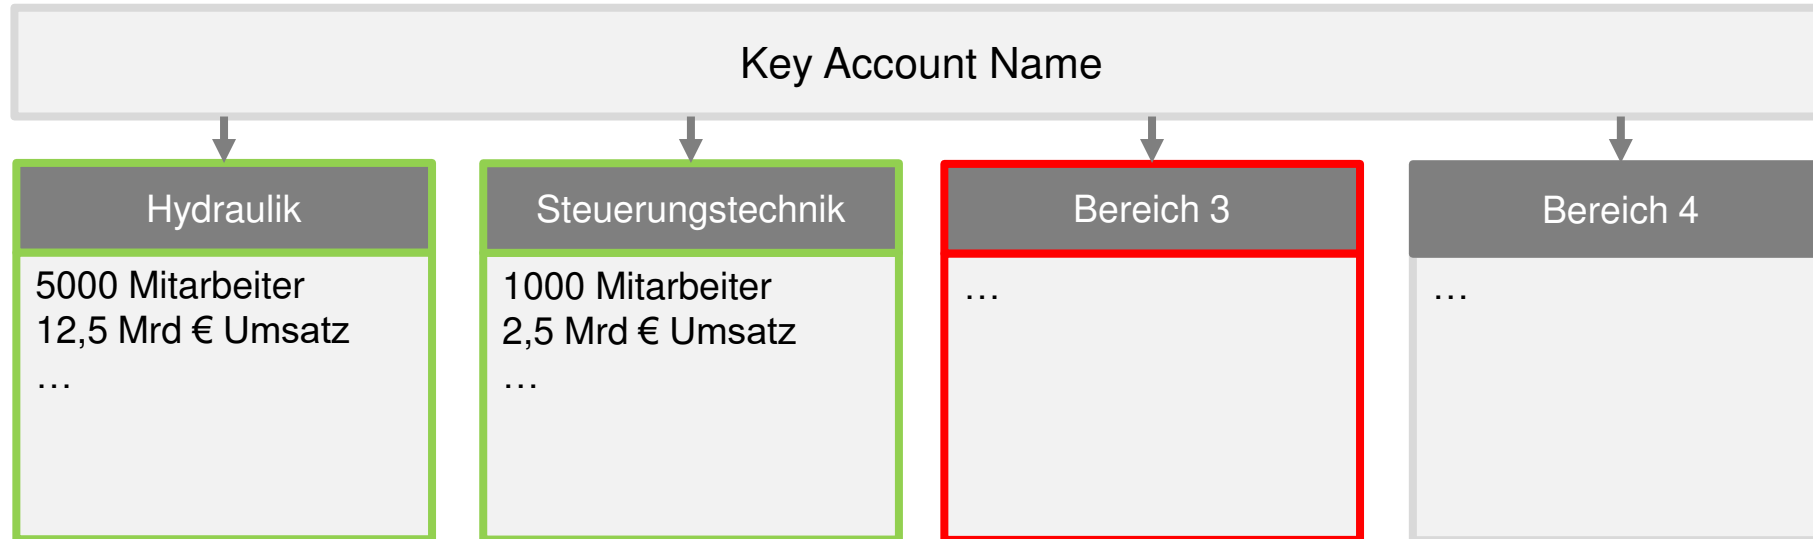 Key Account Name
Hydraulik
5000 Mitarbeiter
12,5 Mrd € Umsatz
…
Steuerungstechnik
1000 Mitarbeiter
2,5 Mrd € Umsatz
…
Bereich 3
…
Bereich 4
…